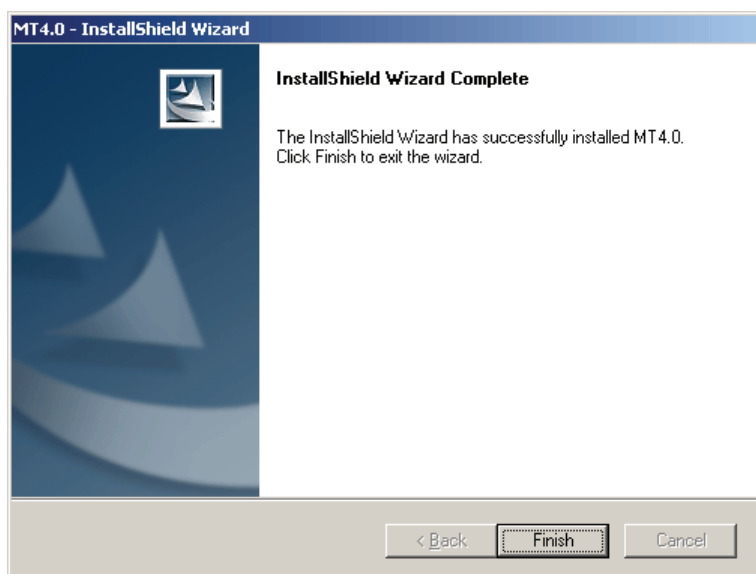 MT4.0 - InstallShield Wizard
InstallShield Wizard Complete
The InstallShield Wizard has successfully installed MT4.0.
Click Finish to exit the wizard.
< Back
Finish
Cancel